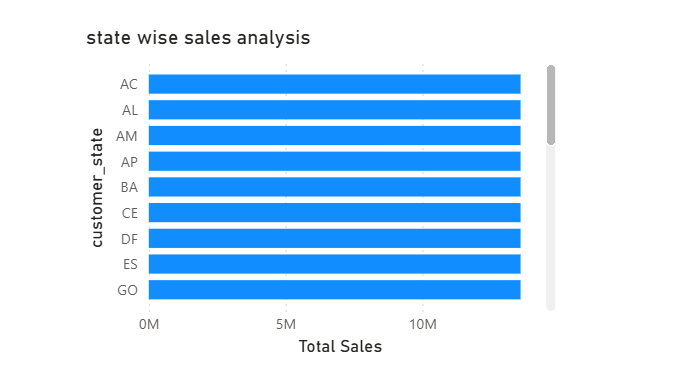 state wise sales analysis
customer_state
AC
AL
AM
AP
BA
CE
DF
ES
GO
0M 5M 10M
Total Sales